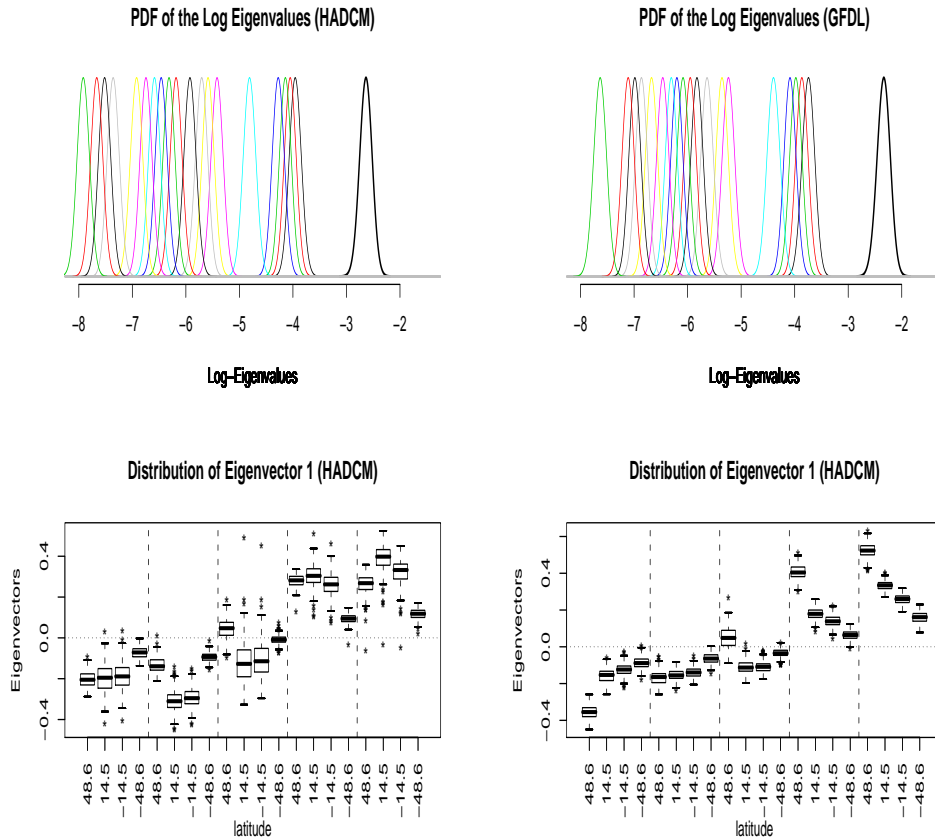 PDF of the Log Eigenvalues (HADCM)
−8 −7 −6 −5 −4 −3 −2
Log−Eigenvalues
PDF of the Log Eigenvalues (GFDL)
−8 −7 −6 −5 −4 −3 −2
Log−Eigenvalues
Distribution of Eigenvector 1 (HADCM)
Eigenvectors
0.4
0.0
−0.4
48.6 14.5 −14.5 −48.6 48.6 14.5 −14.5 −48.6 48.6 14.5 −14.5 −48.6 48.6 14.5 −14.5 −48.6 48.6 14.5 −14.5 −48.6
latitude
Distribution of Eigenvector 1 (HADCM)
Eigenvectors
0.4
0.0
−0.4
48.6 14.5 −14.5 −48.6 48.6 14.5 −14.5 −48.6 48.6 14.5 −14.5 −48.6 48.6 14.5 −14.5 −48.6 48.6 14.5 −14.5 −48.6
latitude